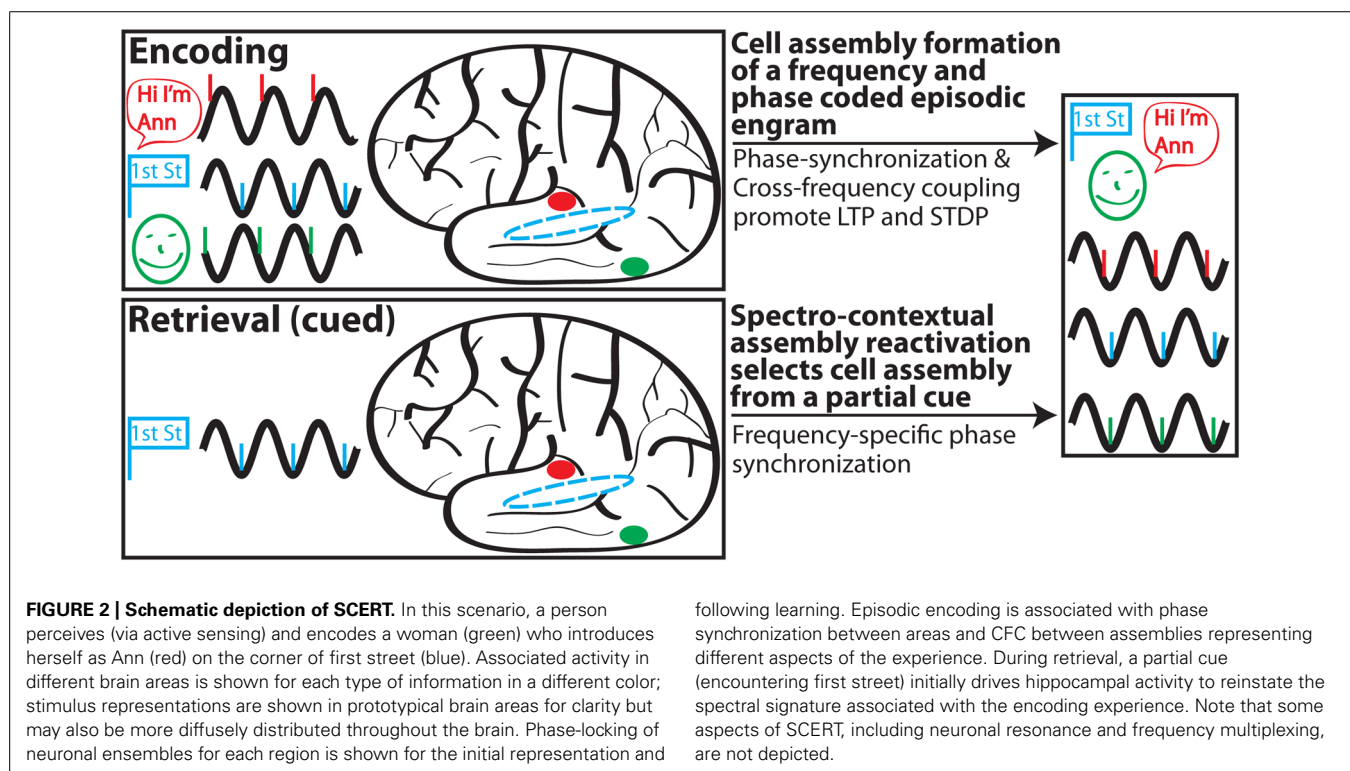 Encoding
Hi I'm
Ann
1st St
Cell assembly formation
of a frequency and
phase coded episodic
engram
Phase-synchronization &
Cross-frequency coupling
promote LTP and STDP
1st St
Hi I'm
Ann
Retrieval (cued)
1st St
Spectro-contextual
assembly reactivation
selects cell assembly
from a partial cue
Frequency-specific phase
synchronization
FIGURE 2 | Schematic depiction of SCERT. In this scenario, a person
perceives (via active sensing) and encodes a woman (green) who introduces
herself as Ann (red) on the corner of first street (blue). Associated activity in
different brain areas is shown for each type of information in a different color;
stimulus representations are shown in prototypical brain areas for clarity but
may also be more diffusely distributed throughout the brain. Phase-locking of
neuronal ensembles for each region is shown for the initial representation and
following learning. Episodic encoding is associated with phase
synchronization between areas and CFC between assemblies representing
different aspects of the experience. During retrieval, a partial cue
(encountering first street) initially drives hippocampal activity to reinstate the
spectral signature associated with the encoding experience. Note that some
aspects of SCERT, including neuronal resonance and frequency multiplexing,
are not depicted.